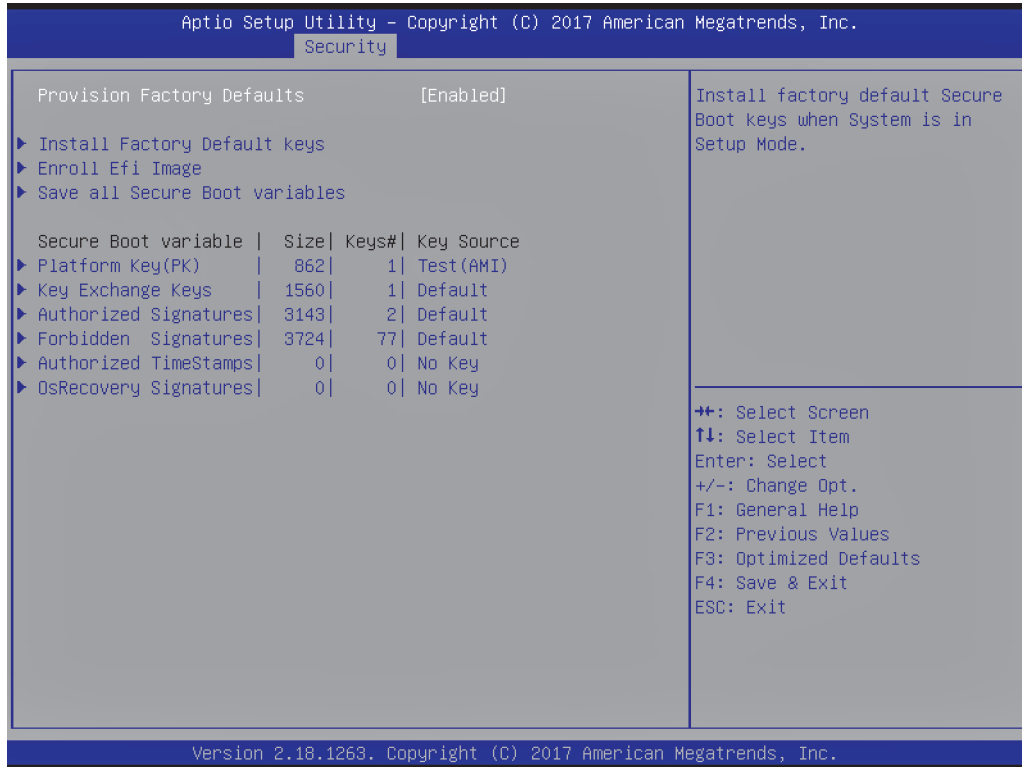 Aptio Setup Utility – Copyright (C) 2017 American Megatrends, Inc.
Security
Provision Factory Defaults [Enabled]
▶ Install Factory Default keys
▶ Enroll Efi Image
▶ Save all Secure Boot variables
Secure Boot variable | Size| Keys#| Key Source
▶ Platform Key(PK) | 862| 1| Test(AMI)
▶ Key Exchange Keys | 1560| 1| Default
▶ Authorized Signatures| 3143| 2| Default
▶ Forbidden Signatures| 3724| 77| Default
▶ Authorized TimeStamps| 0| 0| No Key
▶ OsRecovery Signatures| 0| 0| No Key
Install factory default Secure
Boot keys when System is in
Setup Mode.
→←: Select Screen
↑↓: Select Item
Enter: Select
+/-: Change Opt.
F1: General Help
F2: Previous Values
F3: Optimized Defaults
F4: Save & Exit
ESC: Exit
Version 2.18.1263. Copyright (C) 2017 American Megatrends, Inc.